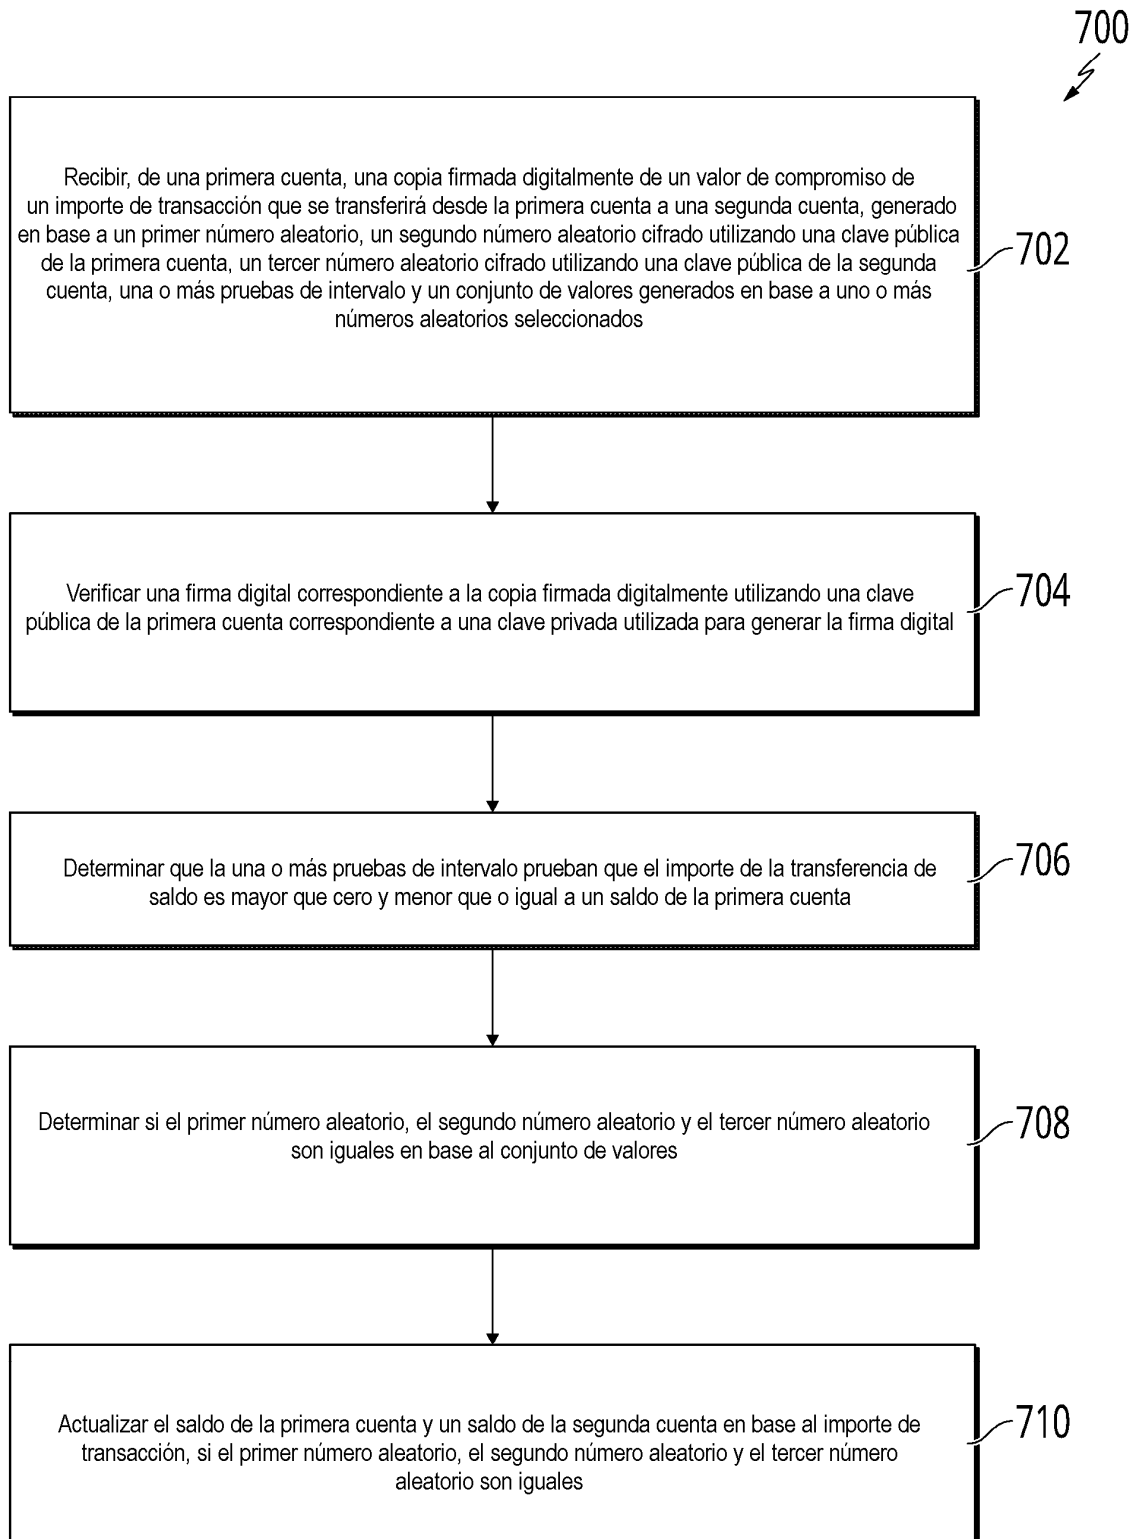 700
Recibir, de una primera cuenta, una copia firmada digitalmente de un valor de compromiso de
un importe de transacción que se transferirá desde la primera cuenta a una segunda cuenta, generado
en base a un primer número aleatorio, un segundo número aleatorio cifrado utilizando una clave pública
de la primera cuenta, un tercer número aleatorio cifrado utilizando una clave pública de la segunda
cuenta, una o más pruebas de intervalo y un conjunto de valores generados en base a uno o más
números aleatorios seleccionados
702
Verificar una firma digital correspondiente a la copia firmada digitalmente utilizando una clave
pública de la primera cuenta correspondiente a una clave privada utilizada para generar la firma digital
704
Determinar que la una o más pruebas de intervalo prueban que el importe de la transferencia de
saldo es mayor que cero y menor que o igual a un saldo de la primera cuenta
706
Determinar si el primer número aleatorio, el segundo número aleatorio y el tercer número aleatorio
son iguales en base al conjunto de valores
708
Actualizar el saldo de la primera cuenta y un saldo de la segunda cuenta en base al importe de
transacción, si el primer número aleatorio, el segundo número aleatorio y el tercer número
aleatorio son iguales
710